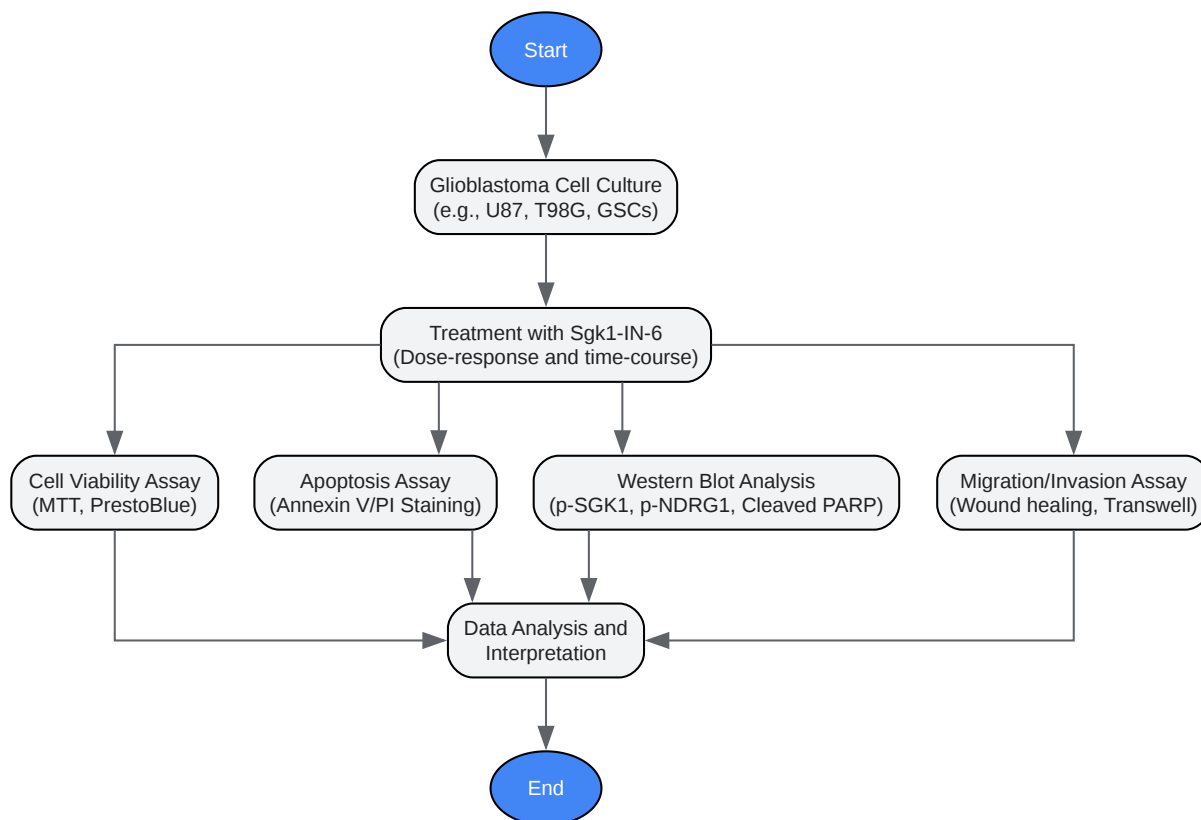 Start
Glioblastoma Cell Culture
(e.g., U87, T98G, GSCs)
Treatment with Sgk1-IN-6
(Dose-response and time-course)
Cell Viability Assay
(MTT, PrestoBlue)
Apoptosis Assay
(Annexin V/PI Staining)
Western Blot Analysis
(p-SGK1, p-NDRG1, Cleaved PARP)
Migration/Invasion Assay
(Wound healing, Transwell)
Data Analysis and
Interpretation
End